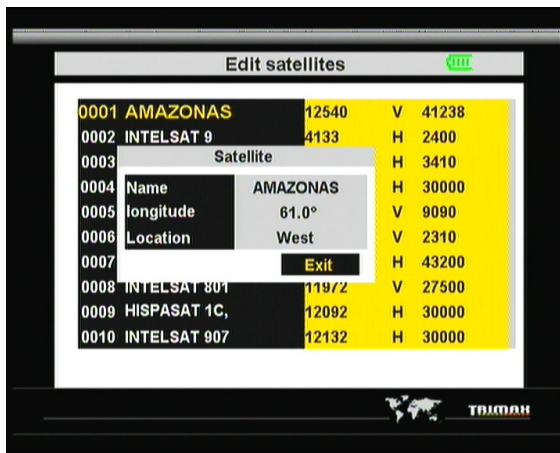 Edit satellites
0001 AMAZONAS 12540 V 41238
0002 INTELSAT 9 4133 H 2400
0003 H 3410
Satellite
0004 H 30000
Name AMAZONAS
0005 V 9090
longitude 61.0°
0006 V 2310
Location West
0007 H 43200
Exit
0008 INTELSAT 801 11972 V 27500
0009 HISPASAT 1C, 12092 H 30000
0010 INTELSAT 907 12132 H 30000
TRIMAX